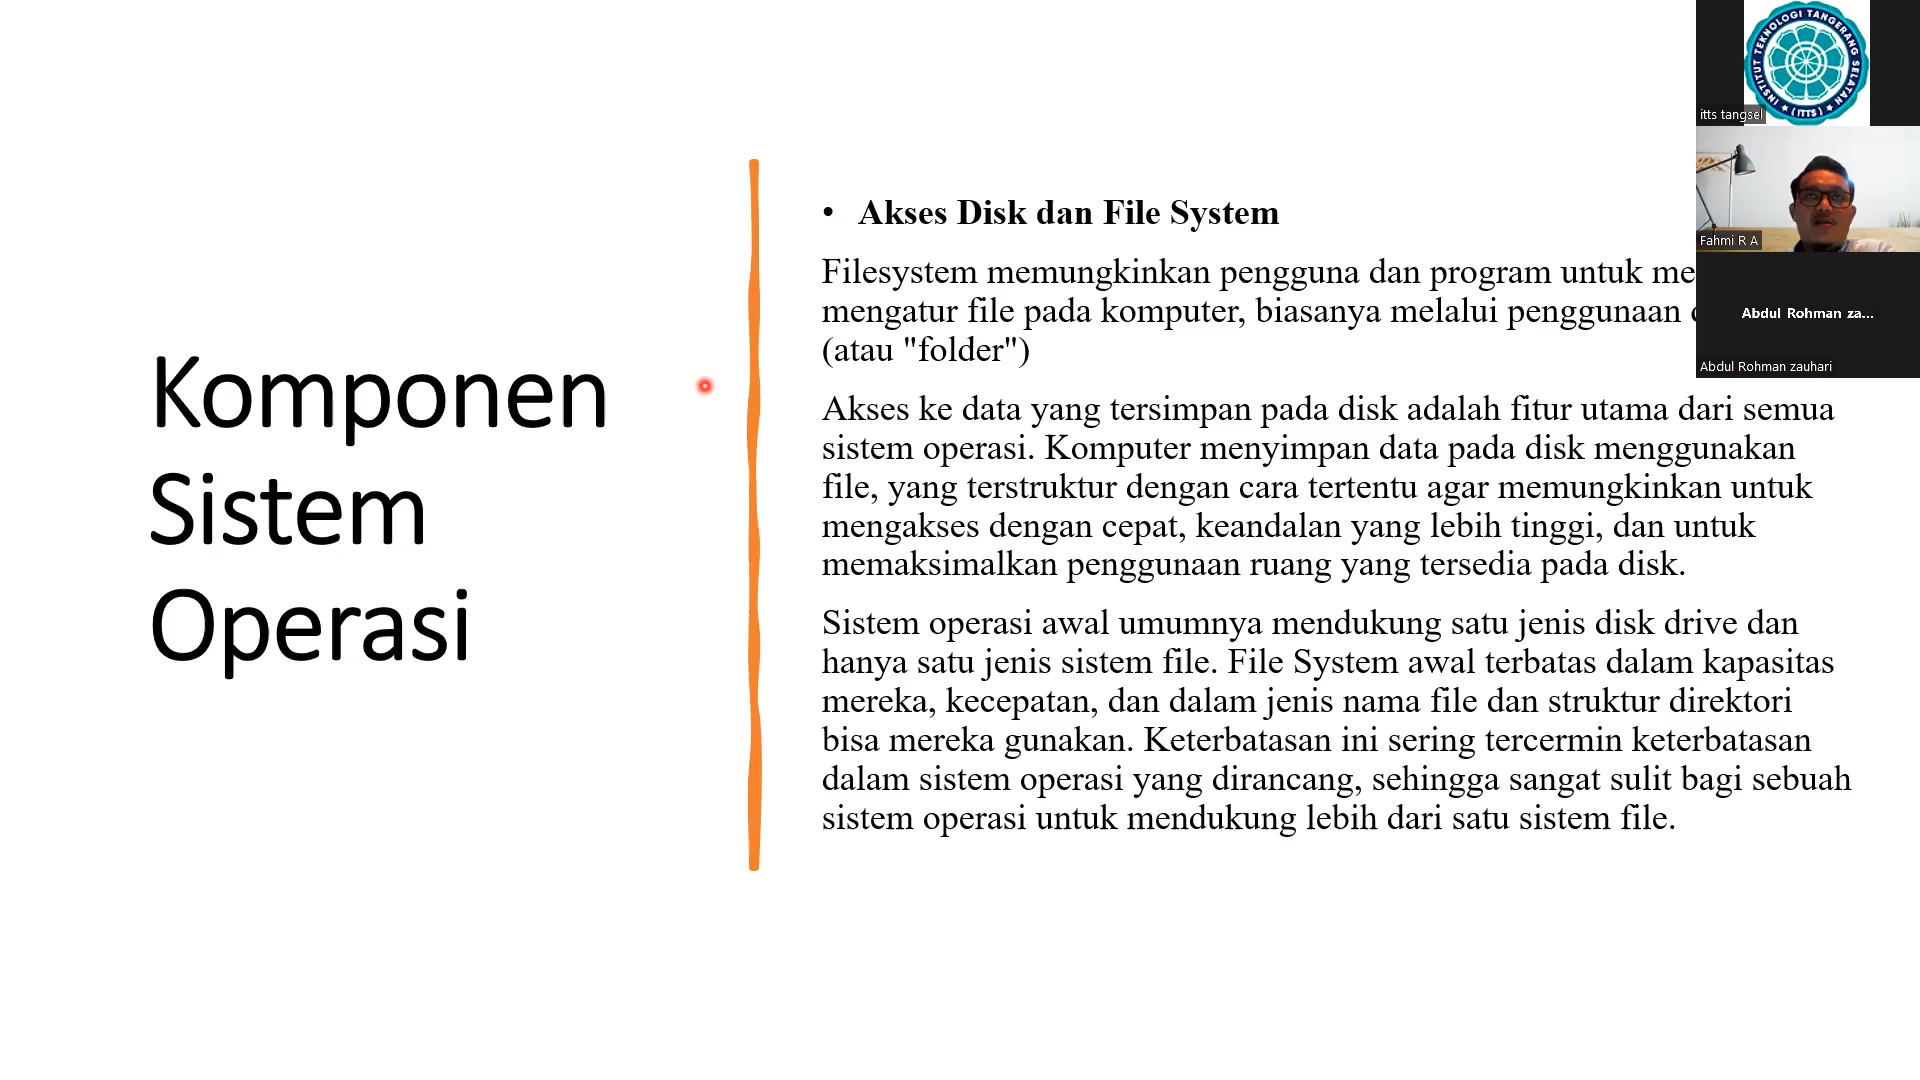 Komponen
Sistem
Operasi
• Akses Disk dan File System
Filesystem memungkinkan pengguna dan program untuk
mengatur file pada komputer, biasanya melalui penggunaan
(atau "folder")
Akses ke data yang tersimpan pada disk adalah fitur utama dari semua
sistem operasi. Komputer menyimpan data pada disk menggunakan
file, yang terstruktur dengan cara tertentu agar memungkinkan untuk
mengakses dengan cepat, keandalan yang lebih tinggi, dan untuk
memaksimalkan penggunaan ruang yang tersedia pada disk.
Sistem operasi awal umumnya mendukung satu jenis disk drive dan
hanya satu jenis sistem file. File System awal terbatas dalam kapasitas
mereka, kecepatan, dan dalam jenis nama file dan struktur direktori
bisa mereka gunakan. Keterbatasan ini sering tercermin keterbatasan
dalam sistem operasi yang dirancang, sehingga sangat sulit bagi sebuah
sistem operasi untuk mendukung lebih dari satu sistem file.
INSTITUT TEKNOLOGI TANGERANG SELATAN
(ITTS)
itts tangsel
Fahmi R A
Abdul Rohman za...
Abdul Rohman zauhari